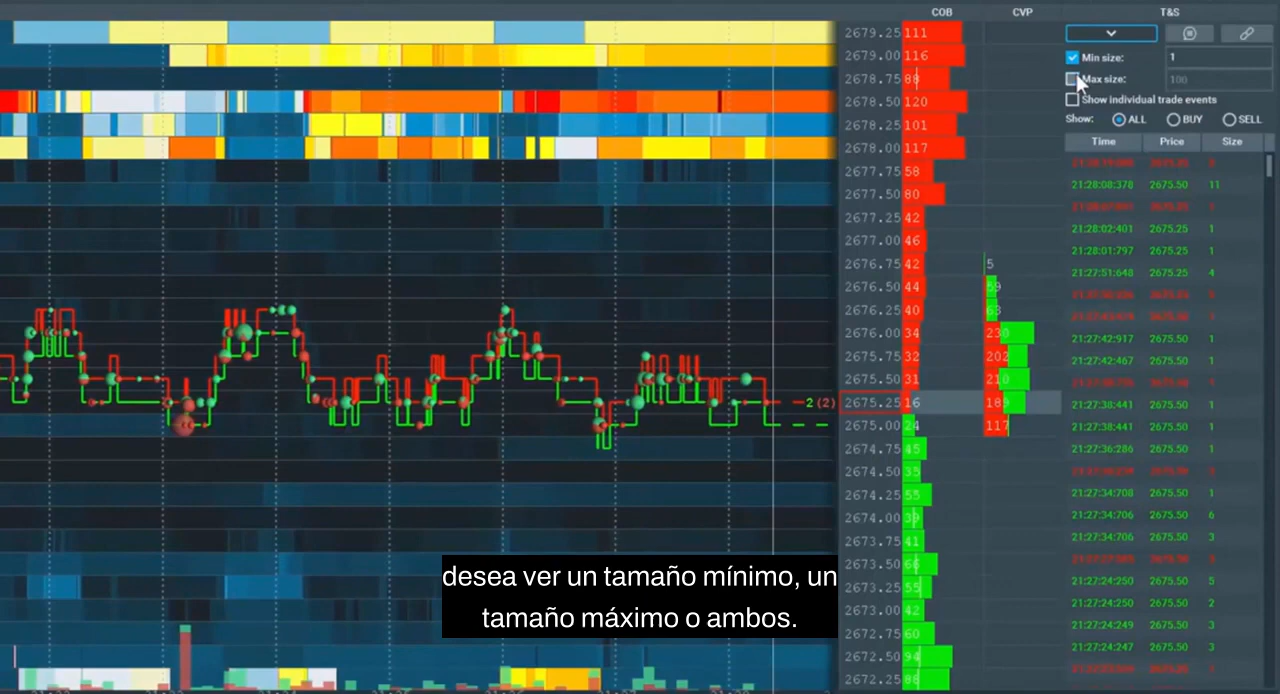 COB CVP T&S
2679.25 111
2679.00 116
2678.75 88
2678.50 120
2678.25 101
2678.00 117
2677.75 58
2677.50 80
2677.25 42
2677.00 46
2676.75 42 5
2676.50 44 59
2676.25 40 63
2676.00 34 230
2675.75 32 202
2675.50 31 210
2 (2) 2675.25 16 189
2675.00 24 117
2674.75 45
2674.50 35
2674.25 55
2674.00 39
2673.75 41
2673.50 66
2673.25 55
2673.00 42
2672.75 60
2672.50 94
2672.25 88
Min size: 1
Max size: 100
Show individual trade events
Show: ALL BUY SELL
Time Price Size
21:28:08:378 2675.50 11
21:28:02:401 2675.25 1
21:28:01:797 2675.25 1
21:27:51:648 2675.25 4
21:27:42:917 2675.50 1
21:27:42:467 2675.50 1
21:27:38:441 2675.50 1
21:27:38:441 2675.50 1
21:27:36:286 2675.50 1
21:27:34:708 2675.50 1
21:27:34:706 2675.50 6
21:27:34:706 2675.50 3
21:27:24:250 2675.50 5
21:27:24:250 2675.50 2
21:27:24:249 2675.50 3
21:27:24:247 2675.50 3
desea ver un tamaño mínimo, un
tamaño máximo o ambos.